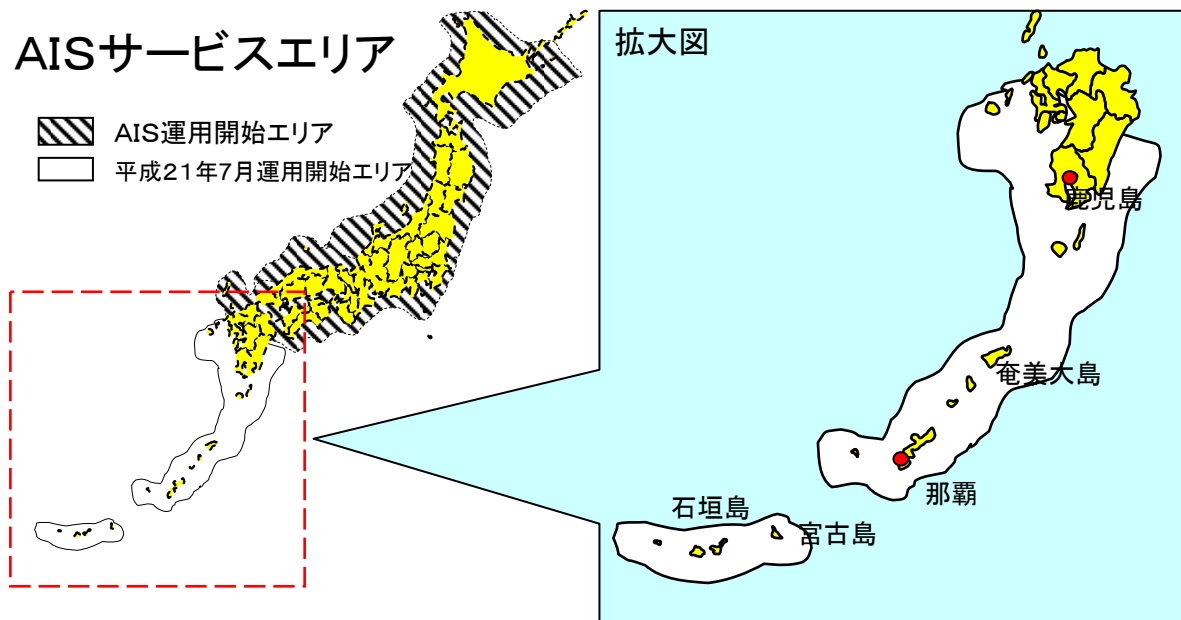 AISサービスエリア
AIS運用開始エリア
平成21年7月運用開始エリア
拡大図
鹿児島
奄美大島
那覇
石垣島
宮古島